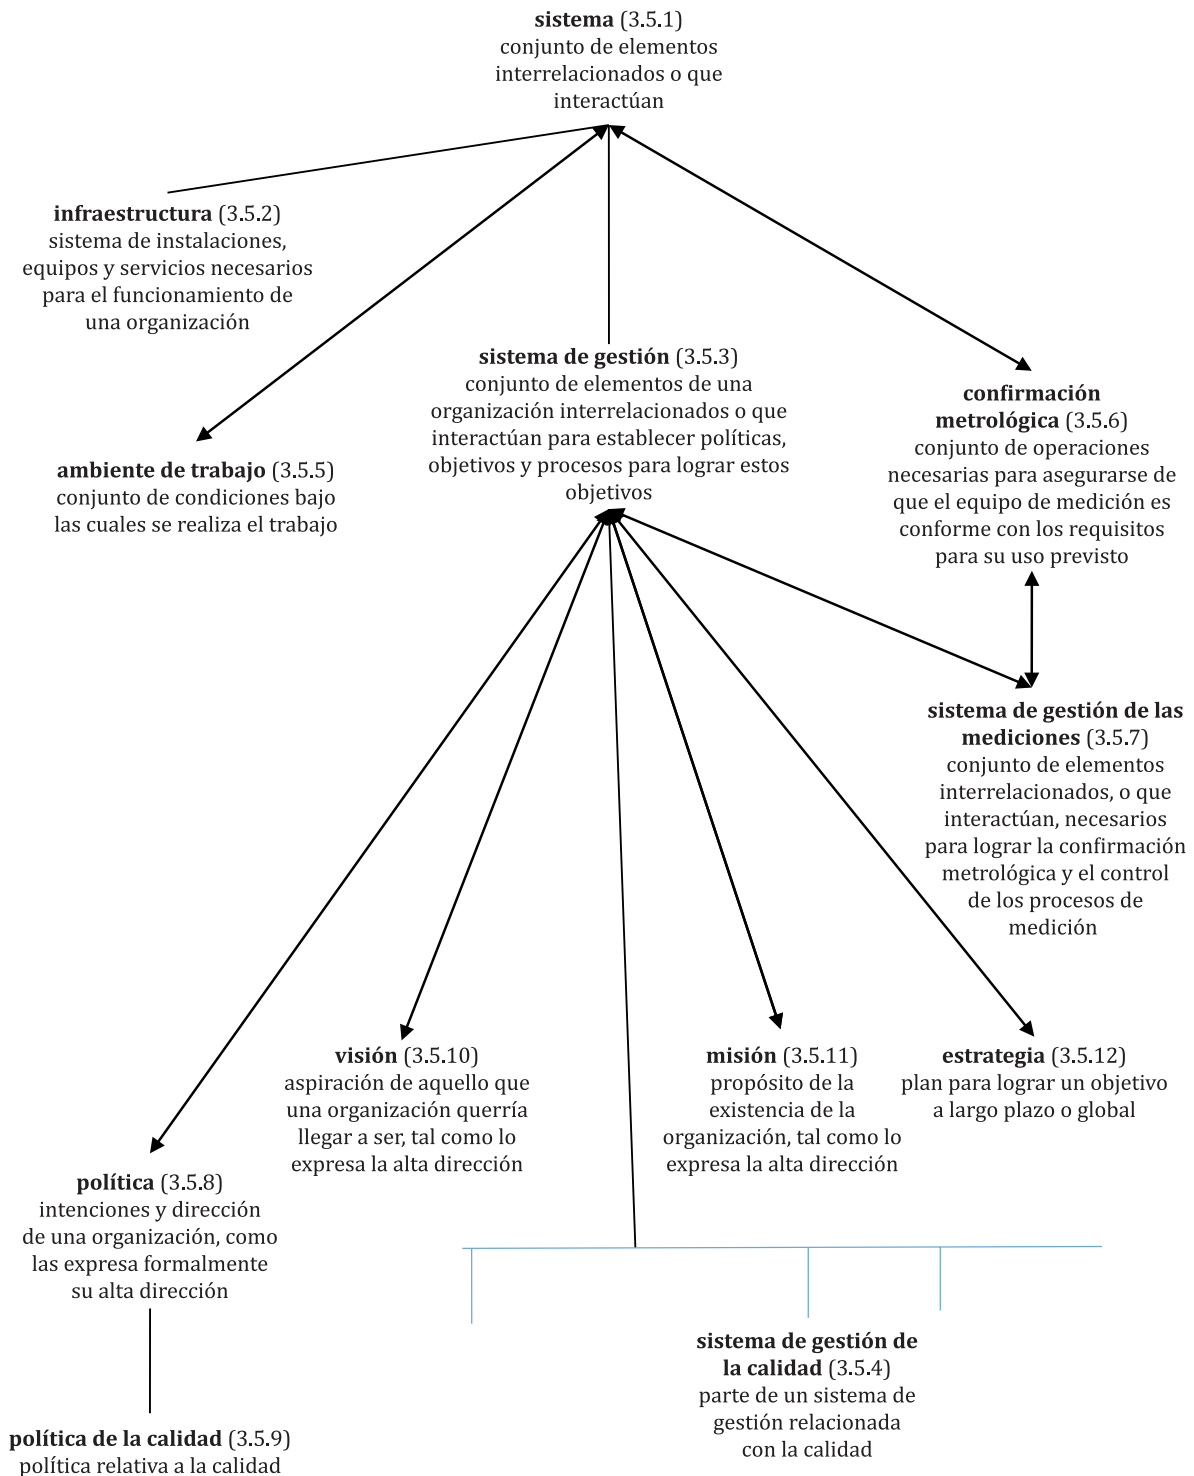 sistema (3.5.1)
conjunto de elementos
interrelacionados o que
interactúan
infraestructura (3.5.2)
sistema de instalaciones,
equipos y servicios necesarios
para el funcionamiento de
una organización
sistema de gestión (3.5.3)
conjunto de elementos de una
organización interrelacionados o que
interactúan para establecer políticas,
objetivos y procesos para lograr estos
objetivos
confirmación
metrológica (3.5.6)
conjunto de operaciones
necesarias para asegurarse de
que el equipo de medición es
conforme con los requisitos
para su uso previsto
ambiente de trabajo (3.5.5)
conjunto de condiciones bajo
las cuales se realiza el trabajo
sistema de gestión de las
mediciones (3.5.7)
conjunto de elementos
interrelacionados, o que
interactúan, necesarios
para lograr la confirmación
metrológica y el control
de los procesos de
medición
visión (3.5.10)
aspiración de aquello que
una organización querría
llegar a ser, tal como lo
expresa la alta dirección
misión (3.5.11)
propósito de la
existencia de la
organización, tal como lo
expresa la alta dirección
estrategia (3.5.12)
plan para lograr un objetivo
a largo plazo o global
política (3.5.8)
intenciones y dirección
de una organización, como
las expresa formalmente
su alta dirección
sistema de gestión de
la calidad (3.5.4)
parte de un sistema de
gestión relacionada
con la calidad
política de la calidad (3.5.9)
política relativa a la calidad